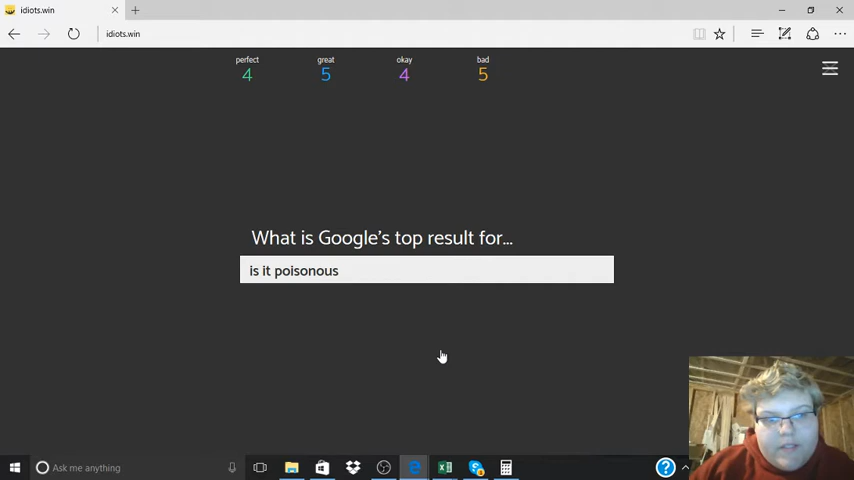 idiots.win
idiots.win
perfect great okay bad
4 5 4 5
What is Google's top result for...
is it poisonous
Ask me anything